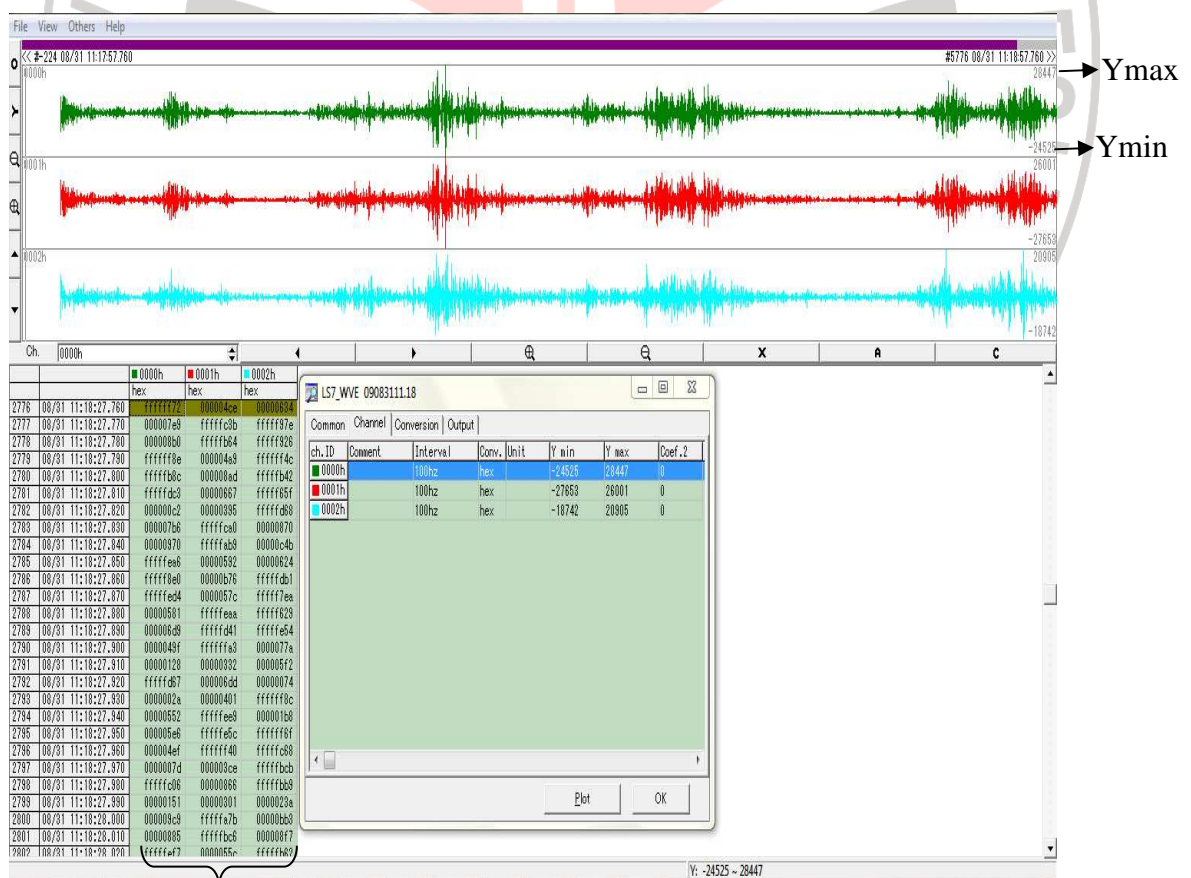 File View Others Help
<< #-224 08/31 11:17:57.760 #5776 08/31 11:18:57.760 >>
0000h 28447 Ymax
-24525 Ymin
0001h 26001
-27653
0002h 20905
-18742
Ch. 0000h X A C
0000h 0001h 0002h
hex hex hex
2776 08/31 11:18:27.760 ffffff72 000004ce 00000634
2777 08/31 11:18:27.770 000007e9 fffffc3b fffff97e
2778 08/31 11:18:27.780 000008b0 fffffb64 fffff926
2779 08/31 11:18:27.790 ffffff8e 000004a9 ffffff4c
2780 08/31 11:18:27.800 fffffb8c 000008ad fffffb42
2781 08/31 11:18:27.810 fffffdc3 00000667 fffff65f
2782 08/31 11:18:27.820 000000c2 00000395 fffffd68
2783 08/31 11:18:27.830 000007b6 fffffca0 00000870
2784 08/31 11:18:27.840 00000970 fffffab9 00000c4b
2785 08/31 11:18:27.850 fffffea6 00000592 00000624
2786 08/31 11:18:27.860 fffff8e0 00000b76 fffffdb1
2787 08/31 11:18:27.870 fffffed4 0000057c fffff7ea
2788 08/31 11:18:27.880 00000581 fffffeaa fffff629
2789 08/31 11:18:27.890 000006d9 fffffd41 fffffe54
2790 08/31 11:18:27.900 0000049f ffffffa3 0000077a
2791 08/31 11:18:27.910 00000128 00000332 000005f2
2792 08/31 11:18:27.920 fffffd67 000006dd 00000074
2793 08/31 11:18:27.930 0000002a 00000401 ffffff8c
2794 08/31 11:18:27.940 00000552 fffffee9 000001b8
2795 08/31 11:18:27.950 000005e6 fffffe5c ffffff6f
2796 08/31 11:18:27.960 000004ef ffffff40 fffffc68
2797 08/31 11:18:27.970 0000007d 000003ce fffffbcb
2798 08/31 11:18:27.980 fffffc06 00000866 fffffbb9
2799 08/31 11:18:27.990 00000151 00000301 0000023a
2800 08/31 11:18:28.000 000009c9 fffffa7b 00000bb3
2801 08/31 11:18:28.010 00000885 fffffbc6 000008f7
2802 08/31 11:18:28.020 fffffef7 0000055c fffffb62
LS7_WVE 09083111.18
Common Channel Conversion Output
ch.ID Comment Interval Conv. Unit Y min Y max Coef.2
0000h 100hz hex -24525 28447 0
0001h 100hz hex -27653 26001 0
0002h 100hz hex -18742 20905 0
Plot OK
Y: -24525 ~ 28447